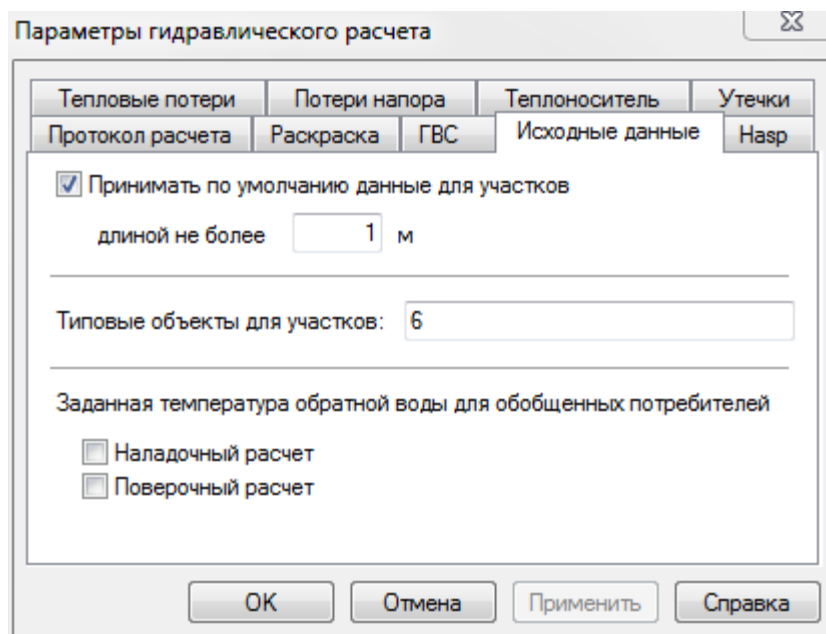 Параметры гидравлического расчета
Тепловые потери Потери напора Теплоноситель Утечки
Протокол расчета Раскраска ГВС Исходные данные Hasp
Принимать по умолчанию данные для участков
длиной не более 1 м
Типовые объекты для участков: 6
Заданная температура обратной воды для обобщенных потребителей
Наладочный расчет
Поверочный расчет
OK Отмена Применить Справка